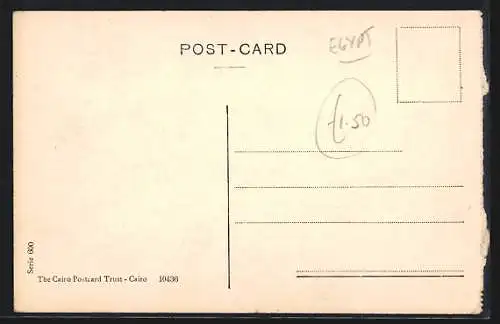 POST-CARD
EGYPT
£1.50
Serie 600
The Cairo Postcard Trust - Cairo 10436